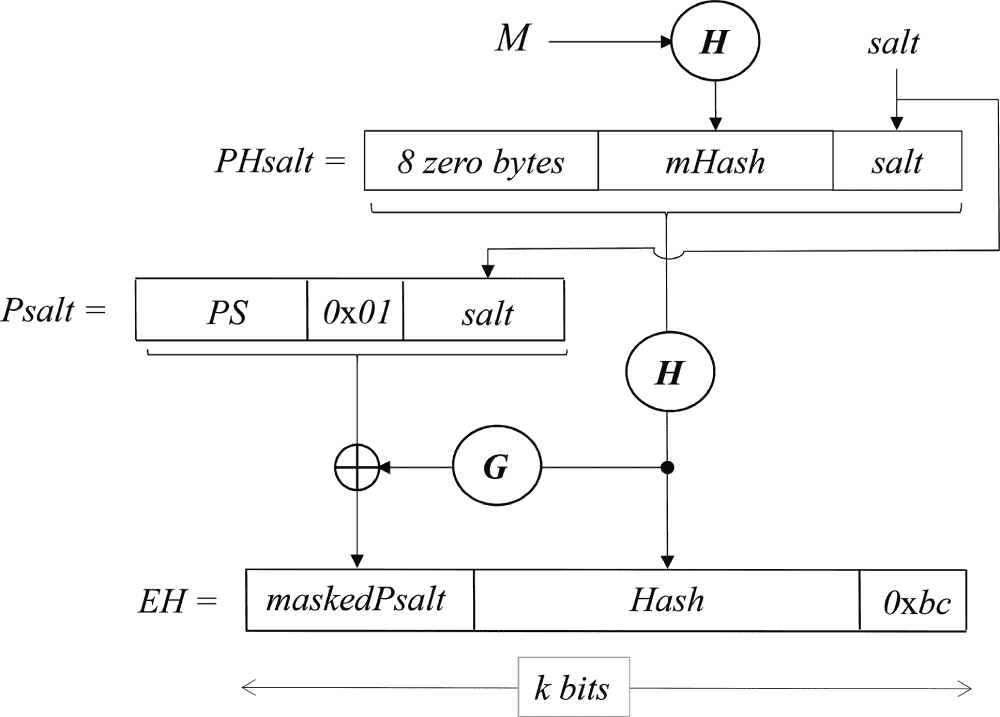 M H salt
PHsalt = 8 zero bytes mHash salt
Psalt = PS 0x01 salt
H
G
EH = maskedPsalt Hash 0xbc
k bits